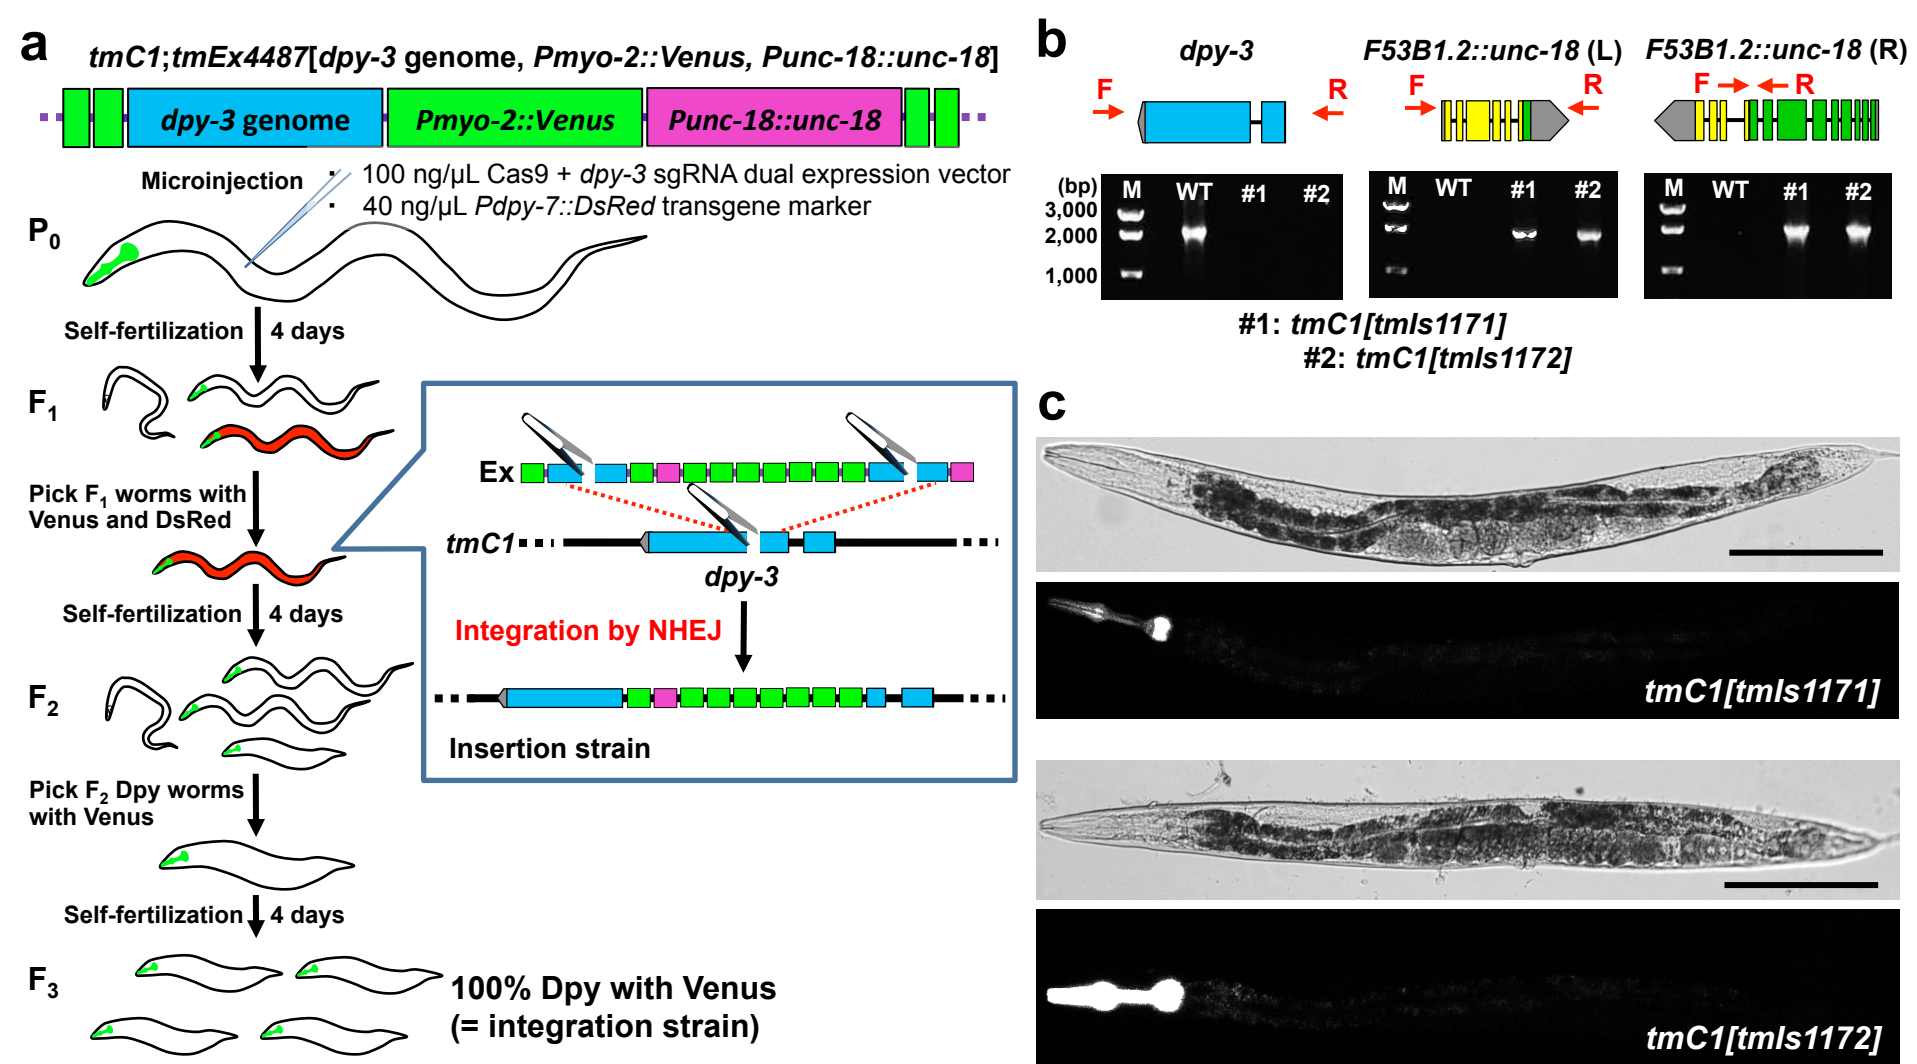 a
tmC1;tmEx4487[dpy-3 genome, Pmyo-2::Venus, Punc-18::unc-18]
dpy-3 genome
Pmyo-2::Venus
Punc-18::unc-18
Microinjection
· 100 ng/μL Cas9 + dpy-3 sgRNA dual expression vector
· 40 ng/μL Pdpy-7::DsRed transgene marker
P0
Self-fertilization 4 days
F1
Pick F1 worms with
Venus and DsRed
Self-fertilization 4 days
F2
Pick F2 Dpy worms
with Venus
Self-fertilization 4 days
F3
100% Dpy with Venus
(= integration strain)
Ex
tmC1
dpy-3
Integration by NHEJ
Insertion strain
b
dpy-3
F53B1.2::unc-18 (L)
F53B1.2::unc-18 (R)
F R
F R
F R
(bp)
3,000
2,000
1,000
M WT #1 #2
M WT #1 #2
M WT #1 #2
#1: tmC1[tmIs1171]
#2: tmC1[tmIs1172]
c
tmC1[tmIs1171]
tmC1[tmIs1172]